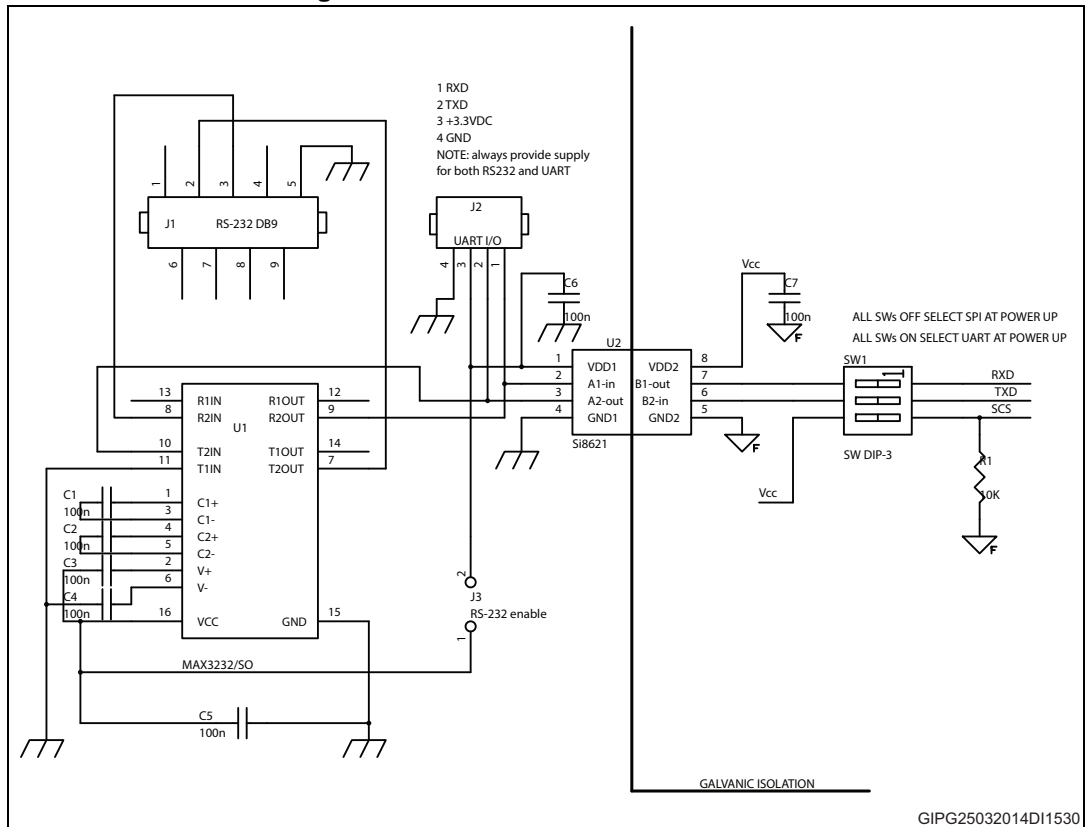 1 RXD
2 TXD
3 +3.3VDC
4 GND
NOTE: always provide supply
for both RS232 and UART
1
2
3
4
5
J1
RS-232 DB9
6
7
8
9
J2
UART I/O
4
3
2
1
C6
100n
Vcc
C7
100n
F
ALL SWs OFF SELECT SPI AT POWER UP
ALL SWs ON SELECT UART AT POWER UP
U2
1 VDD1 VDD2 8
2 A1-in B1-out 7
3 A2-out B2-in 6
4 GND1 GND2 5
Si8621
F
SW1
1
SW DIP-3
RXD
TXD
SCS
Vcc
R1
10K
F
13 R1IN R1OUT 12
8 R2IN R2OUT 9
U1
10 T2IN T1OUT 14
11 T1IN T2OUT 7
1 C1+
3 C1-
4 C2+
5 C2-
2 V+
6 V-
16 VCC GND 15
C1
100n
C2
100n
C3
100n
C4
100n
MAX3232/SO
C5
100n
2
J3
RS-232 enable
1
GALVANIC ISOLATION
GIPG25032014DI1530